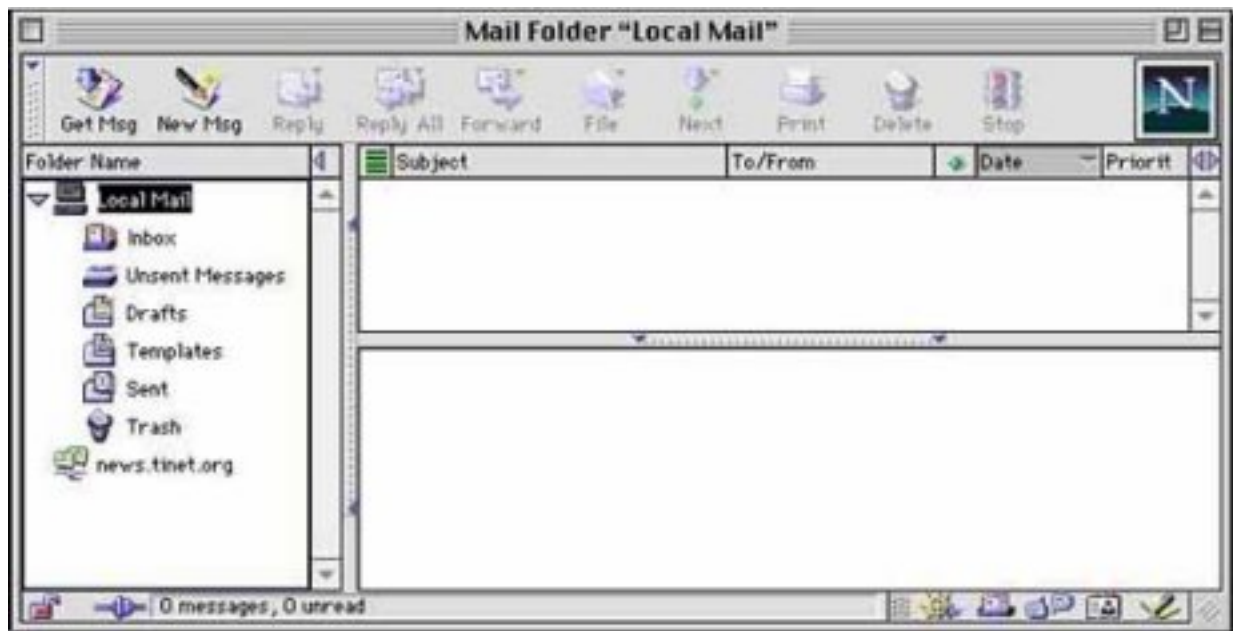 Mail Folder “Local Mail”
Get Msg New Msg Reply Reply All Forward File Next Print Delete Stop
N
Folder Name Subject To/From Date Priorit
Local Mail
Inbox
Unsent Messages
Drafts
Templates
Sent
Trash
news.tinet.org
0 messages, 0 unread